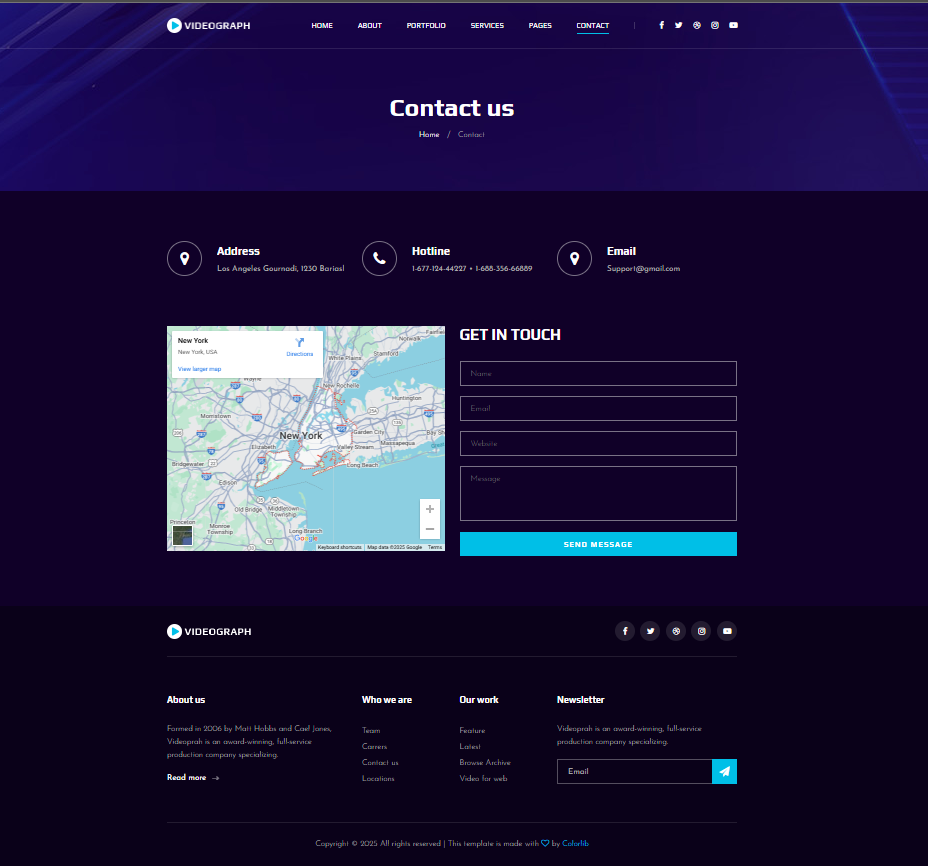 VIDEOGRAPH
HOME ABOUT PORTFOLIO SERVICES PAGES CONTACT
Contact us
Home / Contact
Address
Los Angeles Gournadi, 1230 Bariasl
Hotline
1-677-124-44227 • 1-688-356-66889
Email
Support@gmail.com
New York
New York, USA
Directions
View larger map
Fairfield
Norwalk
Stamford
White Plains
Wayne
New Rochelle
Huntington
Morristown
New York
Garden City
Bay Sh
Elizabeth
Valley Stream
Massapequa
Bridgewater
Long Beach
Edison
Old Bridge
Middletown
Township
Princeton
Monroe
Township
Long Branch
Google
Keyboard shortcuts
Map data ©2025 Google
Terms
GET IN TOUCH
Name
Email
Website
Message
SEND MESSAGE
VIDEOGRAPH
About us
Formed in 2006 by Matt Hobbs and Cael Jones,
Videoprah is an award-winning, full-service
production company specializing.
Read more
Who we are
Team
Carrers
Contact us
Locations
Our work
Feature
Latest
Browse Archive
Video for web
Newsletter
Videoprah is an award-winning, full-service
production company specializing.
Email
Copyright © 2025 All rights reserved | This template is made with ♡ by Colorlib